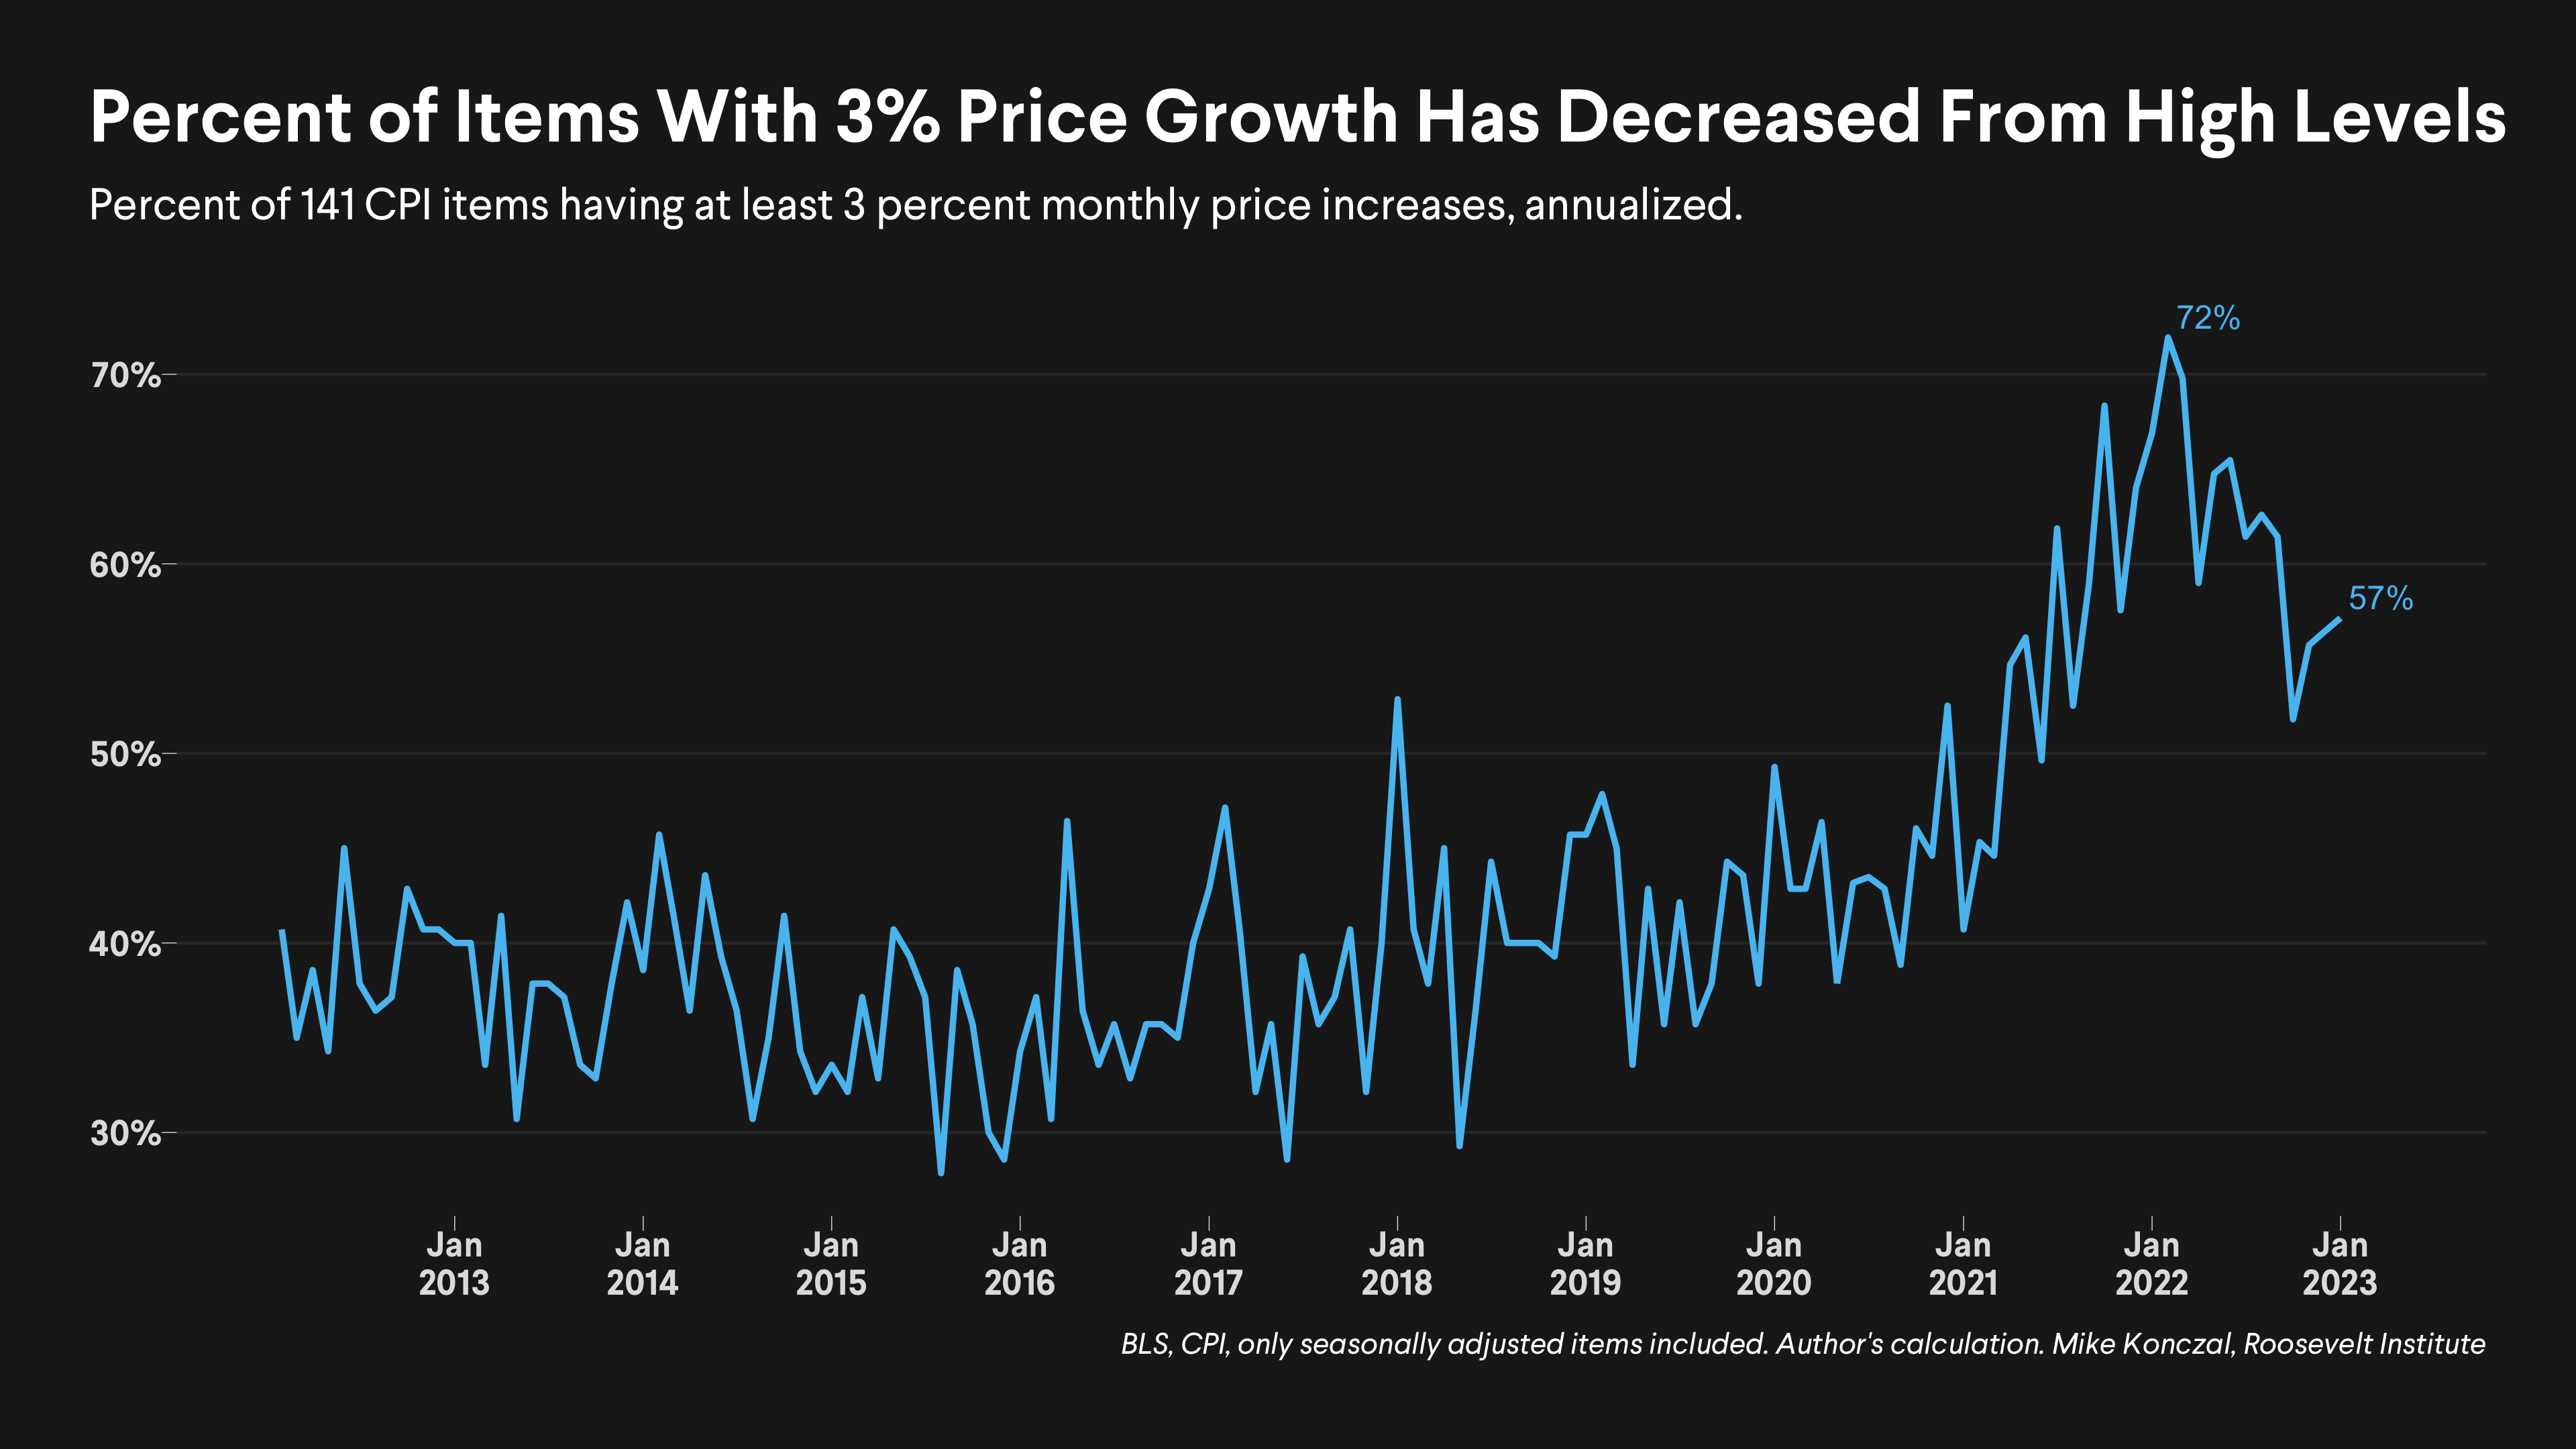 Percent of Items With 3% Price Growth Has Decreased From High Levels
Percent of 141 CPI items having at least 3 percent monthly price increases, annualized.
72%
70%
60%
57%
50%
40%
30%
Jan Jan Jan Jan Jan Jan Jan Jan Jan Jan Jan
2013 2014 2015 2016 2017 2018 2019 2020 2021 2022 2023
BLS, CPI, only seasonally adjusted items included. Author's calculation. Mike Konczal, Roosevelt Institute